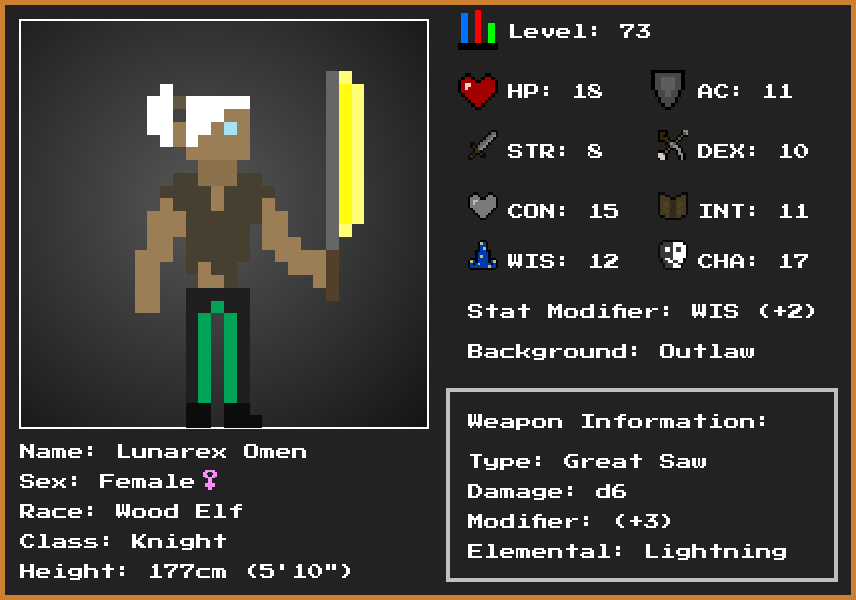 Level: 73
HP: 18 AC: 11
STR: 8 DEX: 10
CON: 15 INT: 11
WIS: 12 CHA: 17
Stat Modifier: WIS (+2)
Background: Outlaw
Weapon Information:
Type: Great Saw
Damage: d6
Modifier: (+3)
Elemental: Lightning
Name: Lunarex Omen
Sex: Female♀
Race: Wood Elf
Class: Knight
Height: 177cm (5'10")